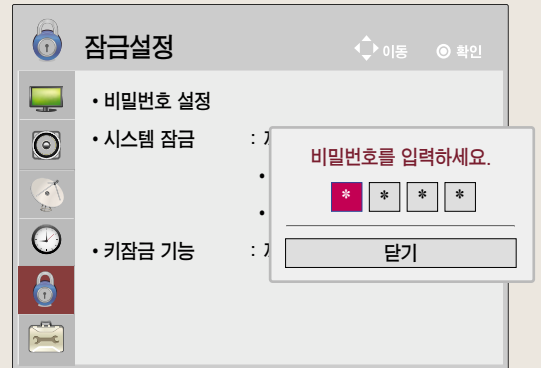 잠금설정
이동 확인
• 비밀번호 설정
• 시스템 잠금 :
• 키잠금 기능 :
비밀번호를 입력하세요.
* * * *
닫기